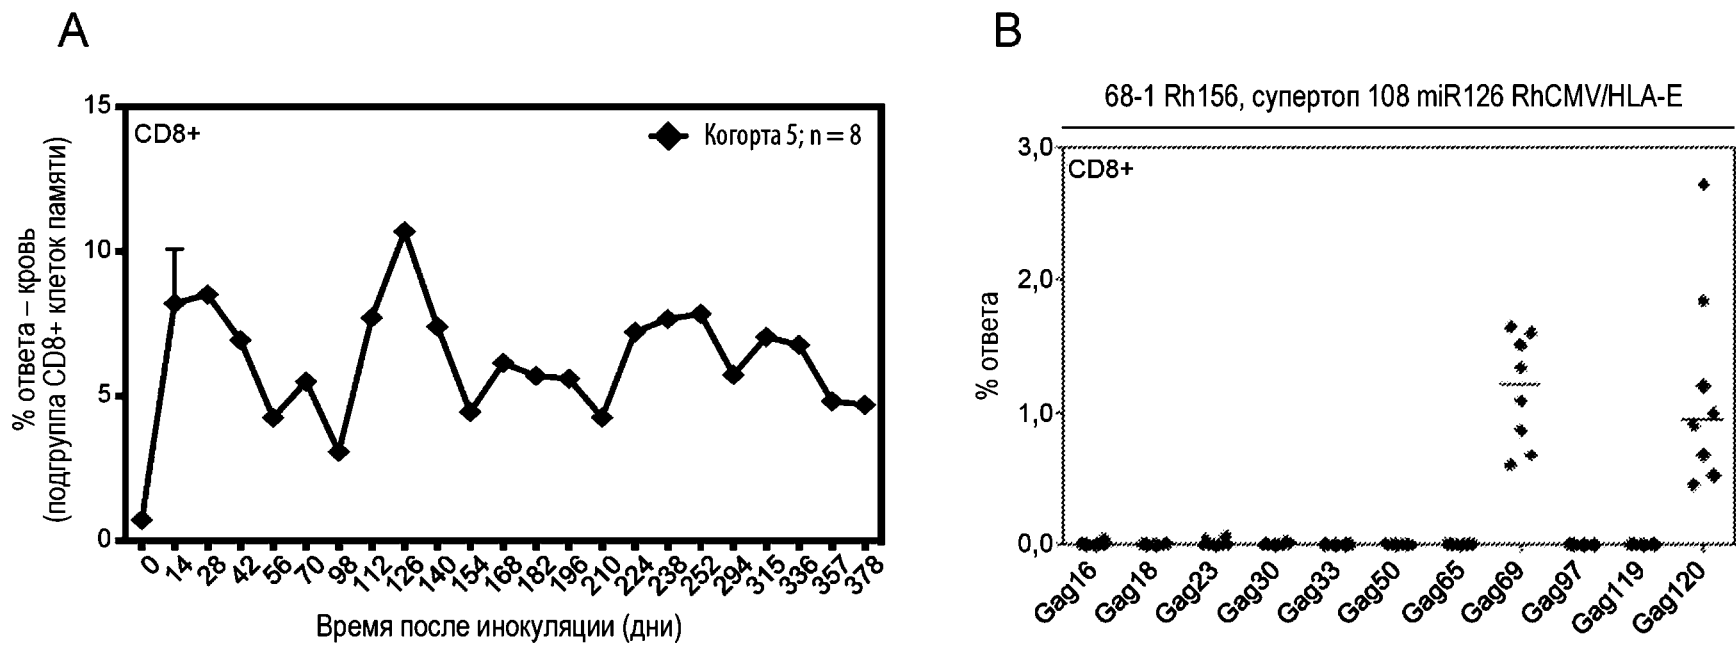 A
15
10
5
0
CD8+
Когорта 5; n = 8
% ответа – кровь
(подгруппа CD8+ клеток памяти)
0
14
28
42
56
70
98
112
126
140
154
168
182
196
210
224
238
252
294
315
336
357
378
Время после инокуляции (дни)
B
68-1 Rh156, супертоп 108 miR126 RhCMV/HLA-E
3,0
2,0
1,0
0,0
CD8+
% ответа
Gag16
Gag18
Gag23
Gag30
Gag33
Gag50
Gag65
Gag69
Gag97
Gag119
Gag120